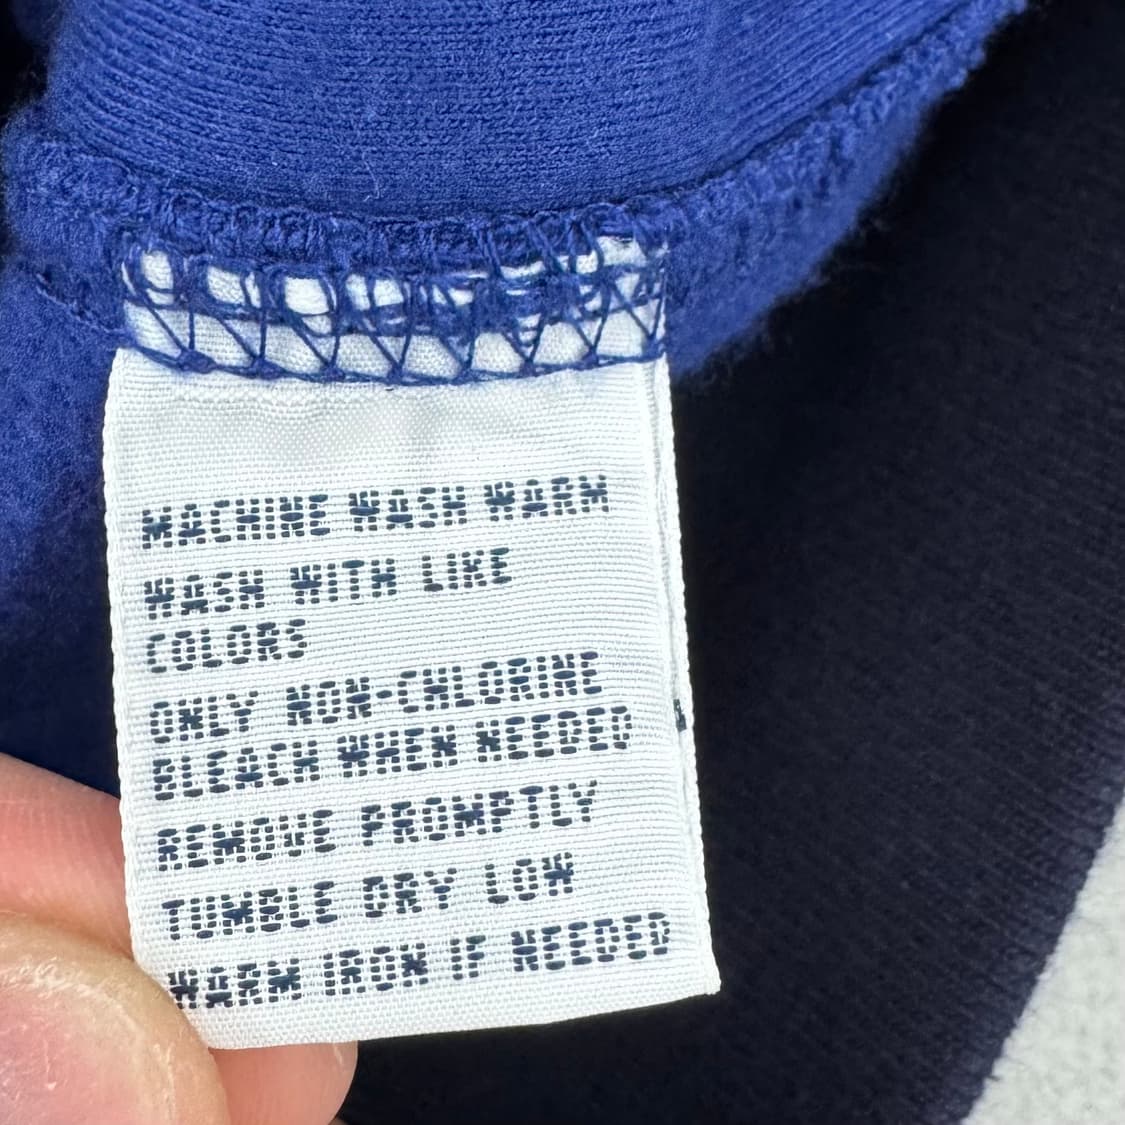 MACHINE WASH WARM
WASH WITH LIKE
COLORS
ONLY NON-CHLORINE
BLEACH WHEN NEEDED
REMOVE PROMPTLY
TUMBLE DRY LOW
WARM IRON IF NEEDED